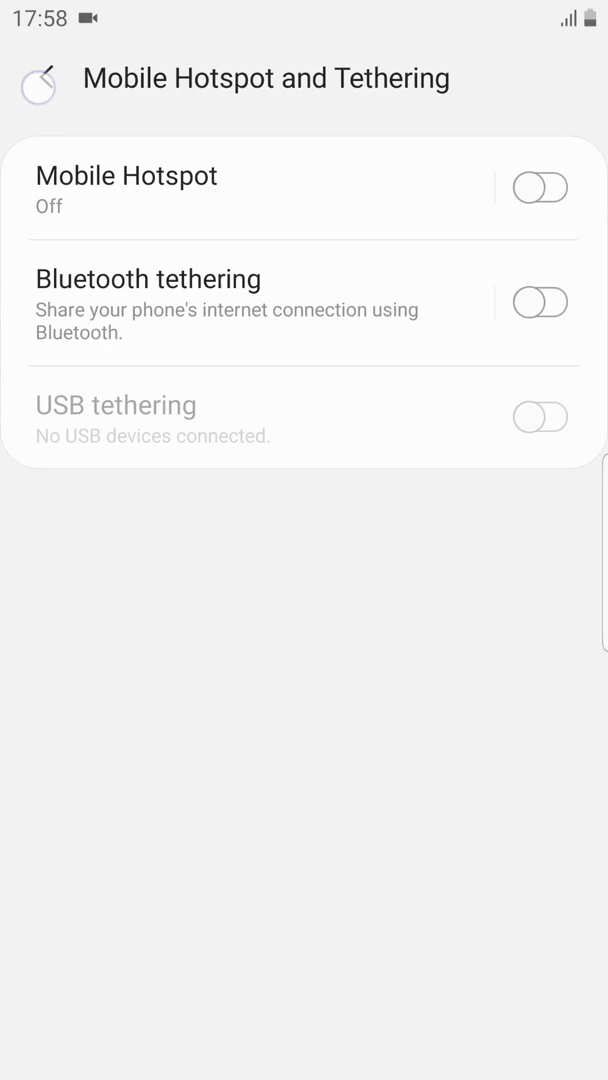 17:58
Mobile Hotspot and Tethering
Mobile Hotspot
Off
Bluetooth tethering
Share your phone's internet connection using
Bluetooth.
USB tethering
No USB devices connected.